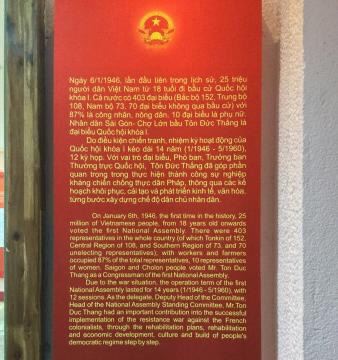 Ngày 6/1/1946, lần đầu tiên trong lịch sử, 25 triệu
người dân Việt Nam từ 18 tuổi đi bầu cử Quốc hội
khóa I. Cả nước có 403 đại biểu (Bắc bộ 152, Trung bộ
108, Nam bộ 73, 70 đại biểu không qua bầu cử) với
87% là công nhân, nông dân, 10 đại biểu là phụ nữ.
Nhân dân Sài Gòn- Chợ Lớn bầu Tôn Đức Thắng là
đại biểu Quốc hội khóa I.
Do điều kiện chiến tranh, nhiệm kỳ hoạt động của
Quốc hội khóa I kéo dài 14 năm (1/1946 - 5/1960),
12 kỳ họp. Với vai trò đại biểu, Phó ban, Trưởng ban
Thường trực Quốc hội, Tôn Đức Thắng đã góp phần
quan trọng trong thực hiện thành công sự nghiệp
kháng chiến chống thực dân Pháp, thông qua các kế
hoạch khôi phục, cải tạo và phát triển kinh tế, văn hóa,
từng bước xây dựng chế độ dân chủ nhân dân.
On January 6th, 1946, the first time in the history, 25
million of Vietnamese people, from 18 years old onwards
voted the first National Assembly. There were 403
representatives in the whole country (of which Tonkin of 152,
Central Region of 108, and Southern Region of 73, and 70
unelecting representatives), with workers and farmers
occupied 87% of the total representatives, 10 representatives
of women. Saigon and Cholon people voted Mr. Ton Duc
Thang as a Congressman of the first National Assembly.
Due to the war situation, the operation term of the first
National Assembly lasted for 14 years (1/1946 - 5/1960), with
12 sessions. As the delegate, Deputy Head of the Committee,
Head of the National Assembly Standing Committee, Mr. Ton
Duc Thang had an important contribution into the successful
implementation of the resistance war against the French
colonialists, through the rehabilitation plans, rehabilitation
and economic development, culture and build of people's
democratic regime step by step.